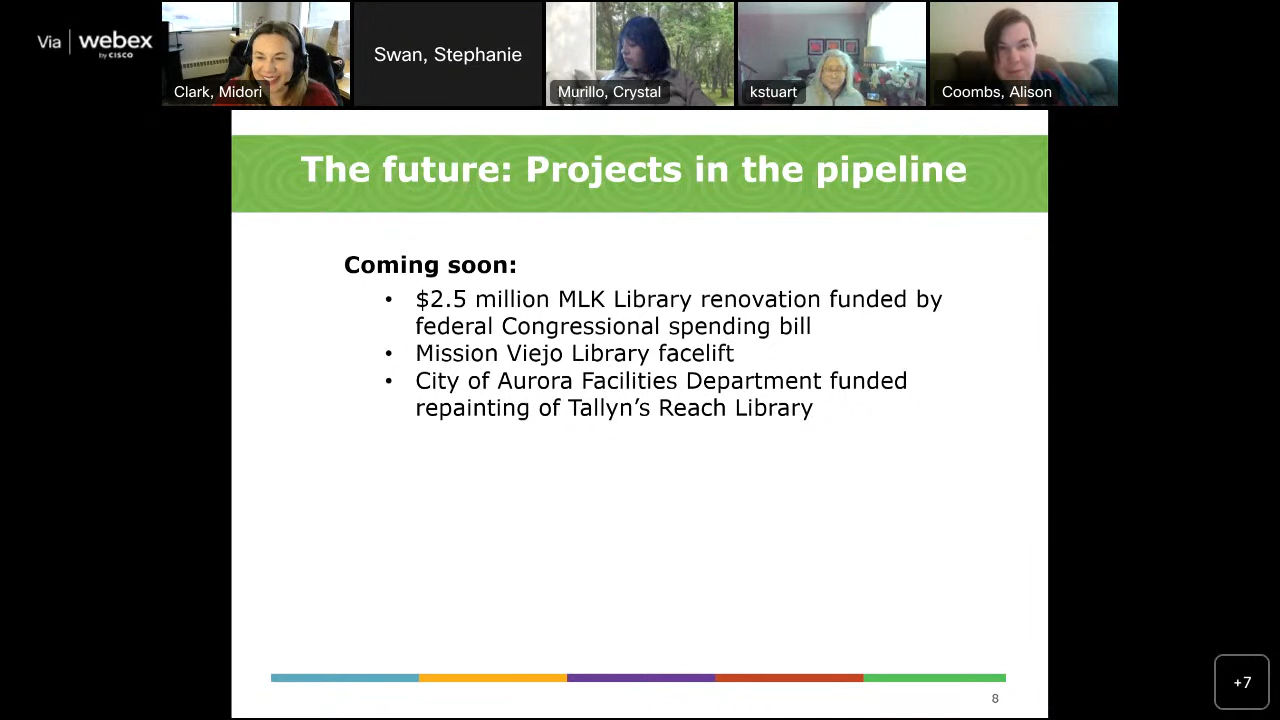 Via | webex
by CISCO
Clark, Midori
Swan, Stephanie
Murillo, Crystal
kstuart
Coombs, Alison
The future: Projects in the pipeline
Coming soon:
• $2.5 million MLK Library renovation funded by
federal Congressional spending bill
• Mission Viejo Library facelift
• City of Aurora Facilities Department funded
repainting of Tallyn’s Reach Library
8
+7